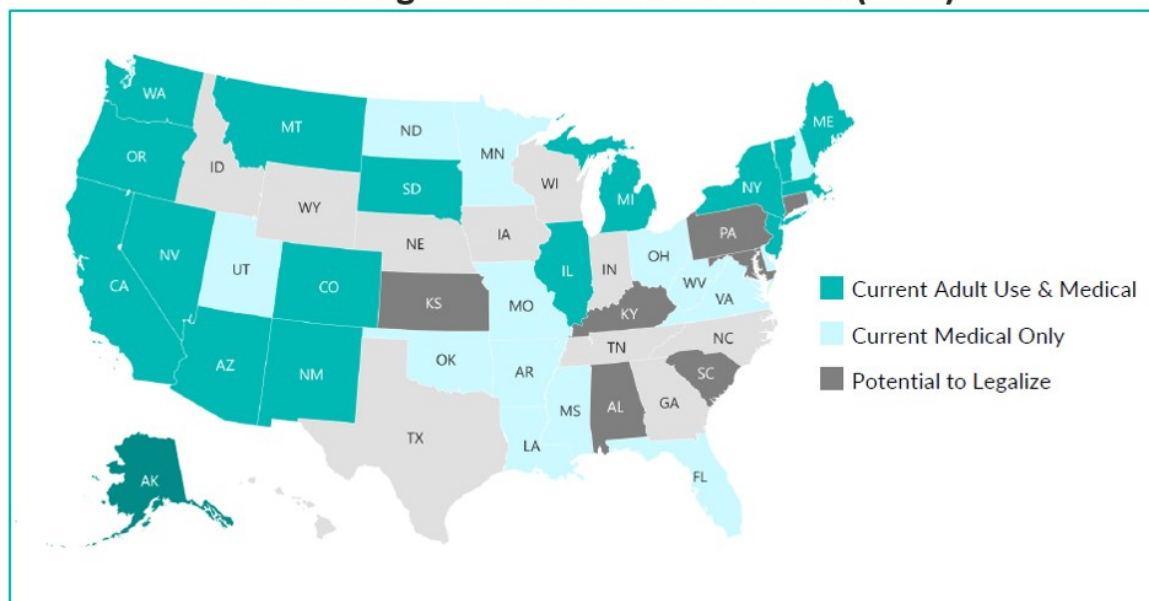 WA
MT
ND
MN
ME
OR
ID
SD
WI
MI
NY
WY
IA
PA
NE
NV
UT
CO
IL
IN
OH
WV
VA
CA
KS
MO
KY
NC
TN
AZ
NM
OK
AR
SC
MS
AL
GA
TX
LA
FL
AK
Current Adult Use & Medical
Current Medical Only
Potential to Legalize